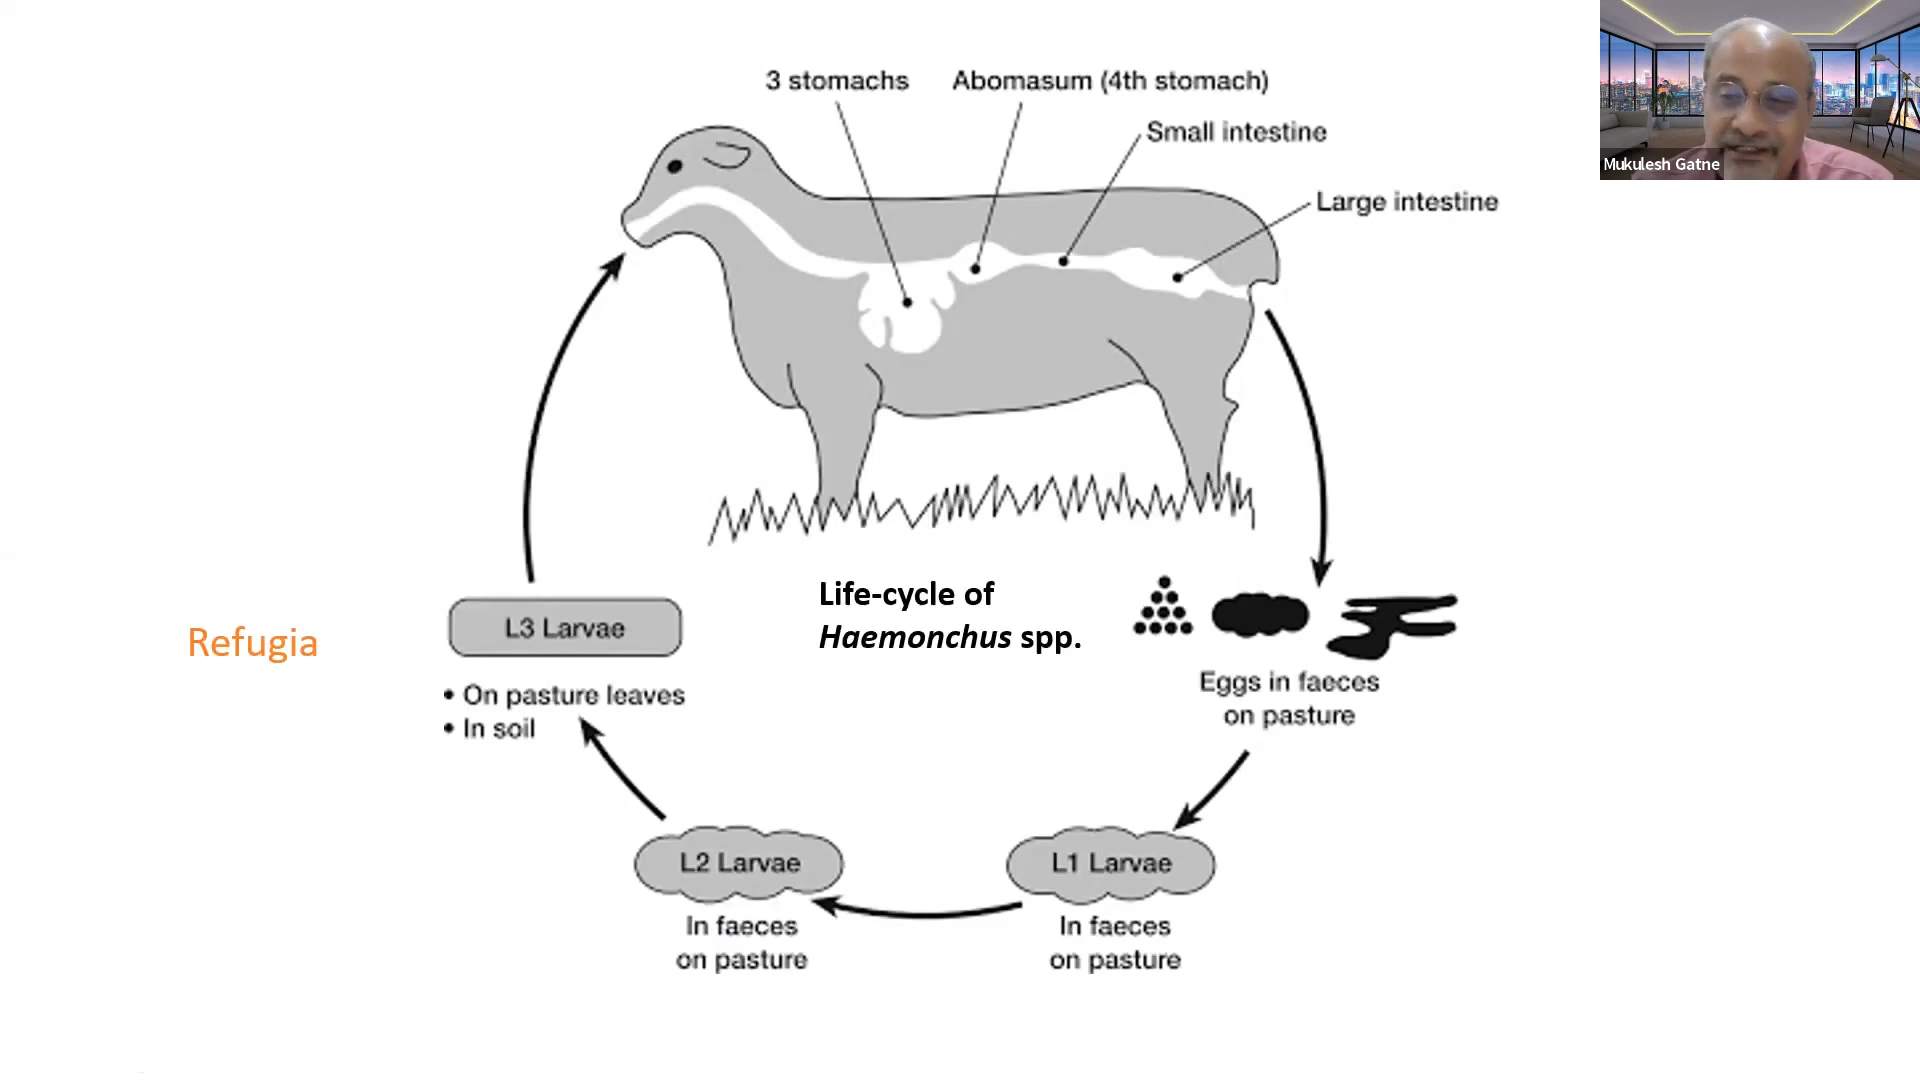 3 stomachs
Abomasum (4th stomach)
Small intestine
Large intestine
Mukulesh Gatne
Life-cycle of
Haemonchus spp.
Refugia
L3 Larvae
• On pasture leaves
• In soil
Eggs in faeces
on pasture
L2 Larvae
In faeces
on pasture
L1 Larvae
In faeces
on pasture